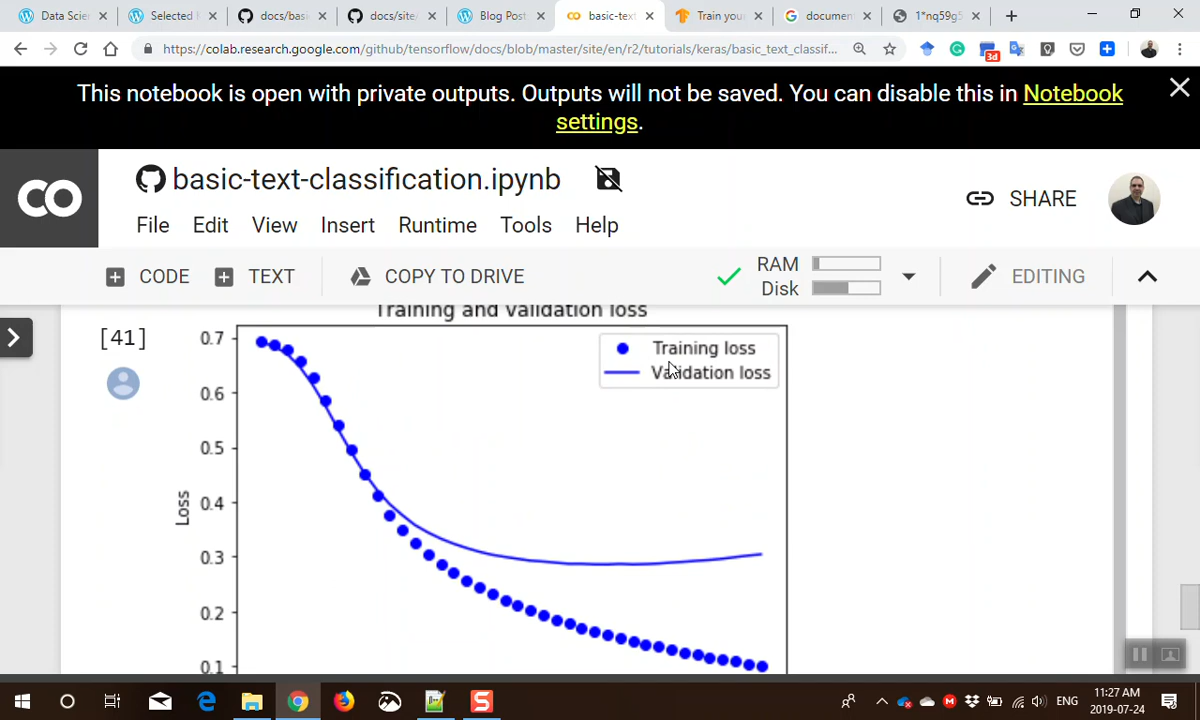 Data Scien
Selected M
docs/basi
docs/site/
Blog Post
basic-tex
Train you
documen
1*nq59g5
https://colab.research.google.com/github/tensorflow/docs/blob/master/site/en/r2/tutorials/keras/basic_text_classif...
3d
This notebook is open with private outputs. Outputs will not be saved. You can disable this in Notebook
settings.
CO
basic-text-classification.ipynb
SHARE
File Edit View Insert Runtime Tools Help
+ CODE + TEXT
COPY TO DRIVE
RAM
Disk
EDITING
Training and validation loss
[41]
Training loss
Validation loss
0.7
0.6
0.5
0.4
0.3
0.2
0.1
Loss
ENG
11:27 AM
2019-07-24